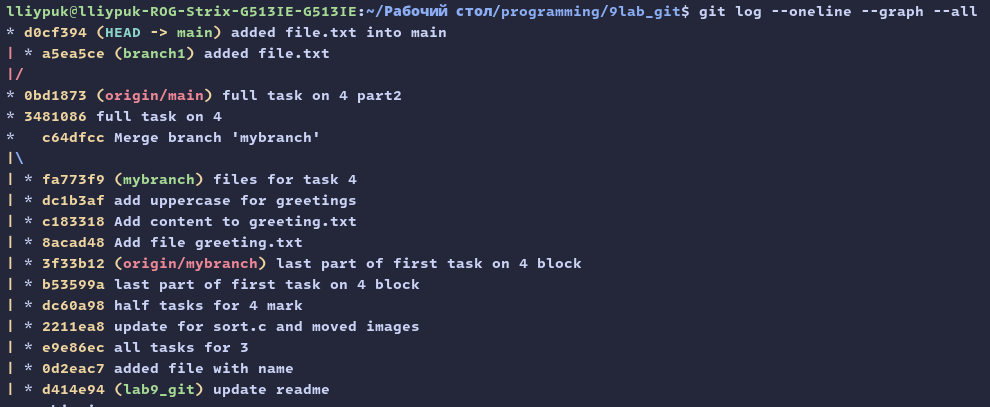 lliypuk@lliypuk-ROG-Strix-G513IE-G513IE:~/Рабочий стол/programming/9lab_git$ git log --oneline --graph --all
* d0cf394 (HEAD -> main) added file.txt into main
| * a5ea5ce (branch1) added file.txt
|/
* 0bd1873 (origin/main) full task on 4 part2
* 3481086 full task on 4
*   c64dfcc Merge branch 'mybranch'
|\
| * fa773f9 (mybranch) files for task 4
| * dc1b3af add uppercase for greetings
| * c183318 Add content to greeting.txt
| * 8acad48 Add file greeting.txt
| * 3f33b12 (origin/mybranch) last part of first task on 4 block
| * b53599a last part of first task on 4 block
| * dc60a98 half tasks for 4 mark
| * 2211ea8 update for sort.c and moved images
| * e9e86ec all tasks for 3
| * 0d2eac7 added file with name
| * d414e94 (lab9_git) update readme